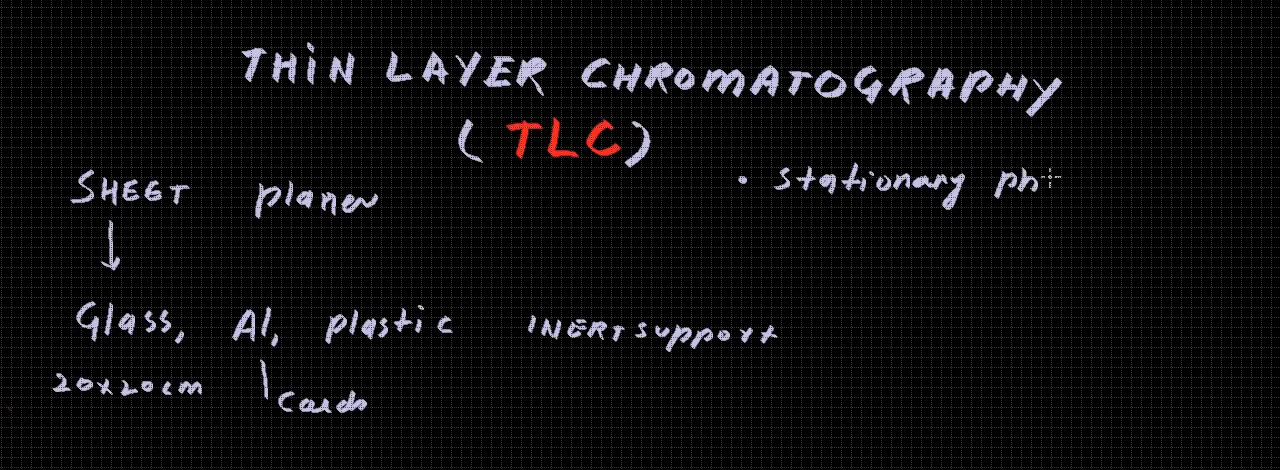 THIN LAYER CHROMATOGRAPHY
(TLC)
SHEET planar
• stationary ph
Glass, Al, plastic INERT support
20x20cm Cards